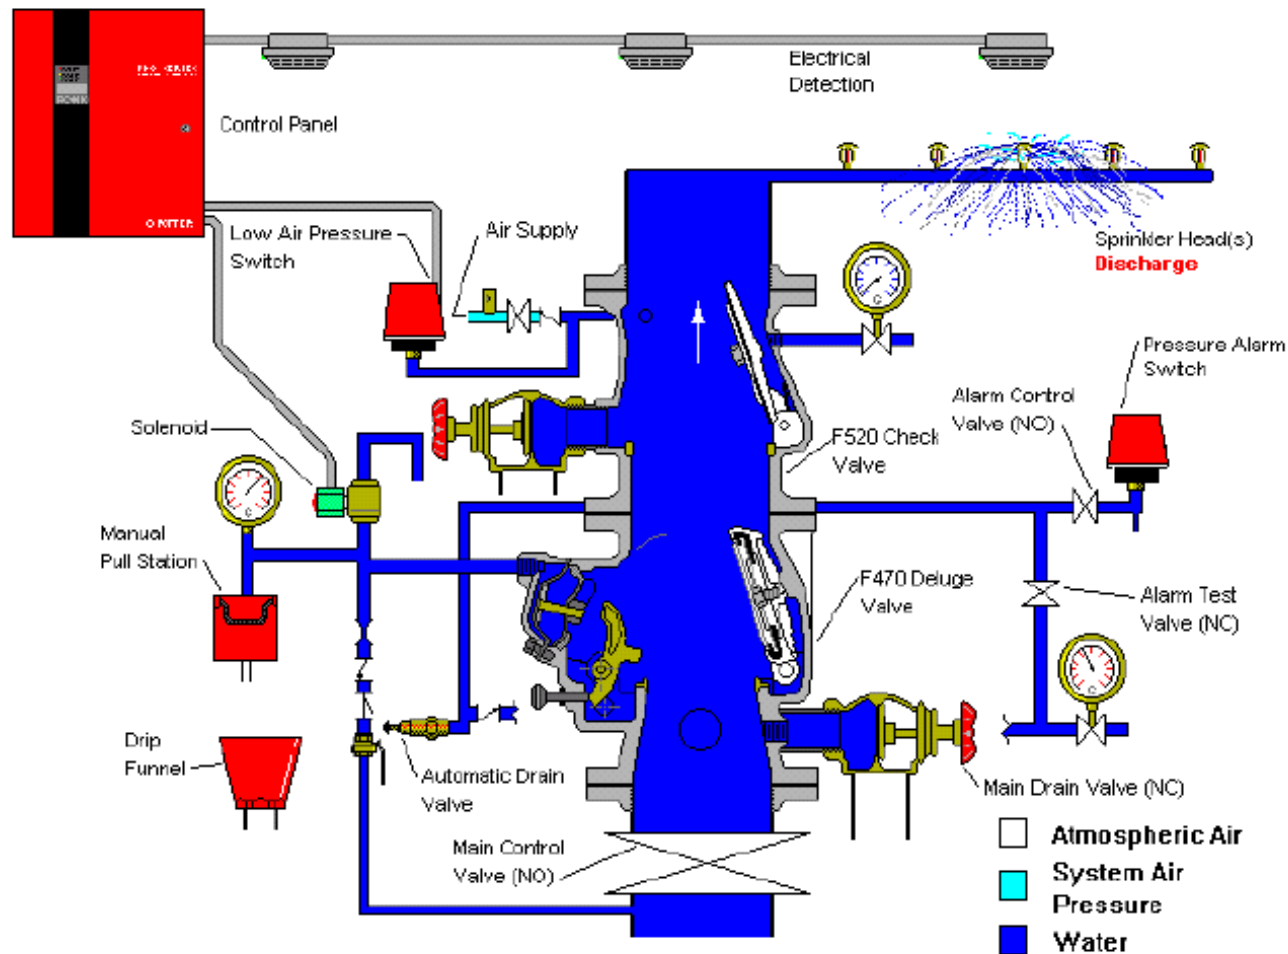 Electrical
Detection
Control Panel
Low Air Pressure
Switch
Air Supply
Sprinkler Head(s)
Discharge
Pressure Alarm
Switch
Alarm Control
Valve (NO)
Solenoid
F520 Check
Valve
Manual
Pull Station
F470 Deluge
Valve
Alarm Test
Valve (NC)
Drip
Funnel
Automatic Drain
Valve
Main Drain Valve (NC)
Main Control
Valve (NO)
Atmospheric Air
System Air
Pressure
Water